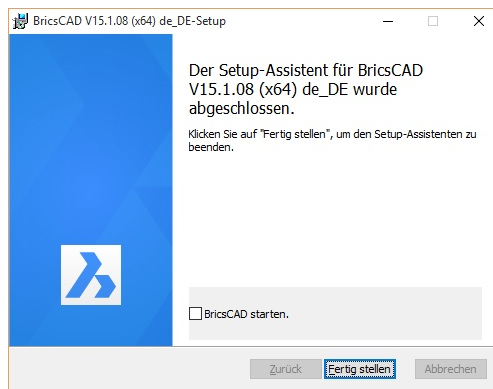 BricsCAD V15.1.08 (x64) de_DE-Setup
Der Setup-Assistent für BricsCAD
V15.1.08 (x64) de_DE wurde
abgeschlossen.
Klicken Sie auf "Fertig stellen", um den Setup-Assistenten zu
beenden.
BricsCAD starten.
Zurück Fertig stellen Abbrechen